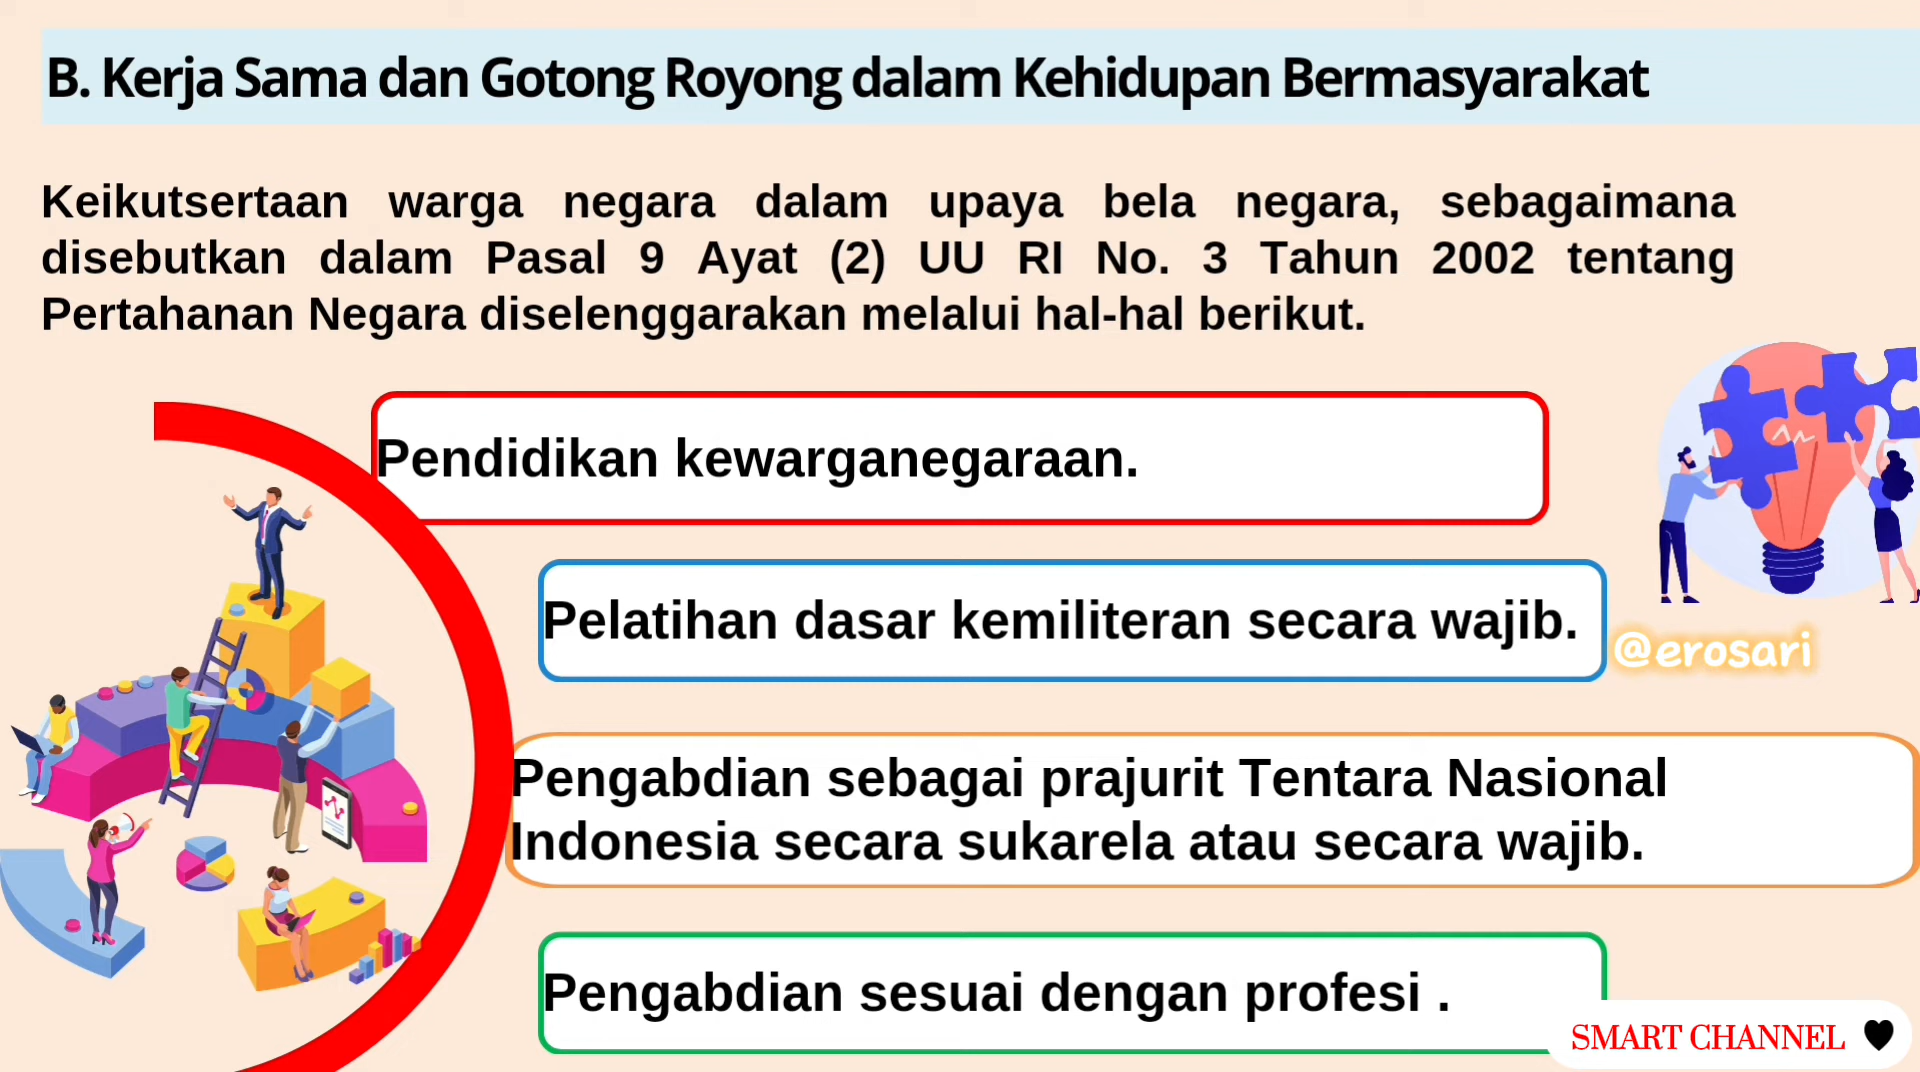 B. Kerja Sama dan Gotong Royong dalam Kehidupan Bermasyarakat
Keikutsertaan warga negara dalam upaya bela negara, sebagaimana
disebutkan dalam Pasal 9 Ayat (2) UU RI No. 3 Tahun 2002 tentang
Pertahanan Negara diselenggarakan melalui hal-hal berikut.
Pendidikan kewarganegaraan.
Pelatihan dasar kemiliteran secara wajib.
@erosari
Pengabdian sebagai prajurit Tentara Nasional
Indonesia secara sukarela atau secara wajib.
Pengabdian sesuai dengan profesi .
SMART CHANNEL